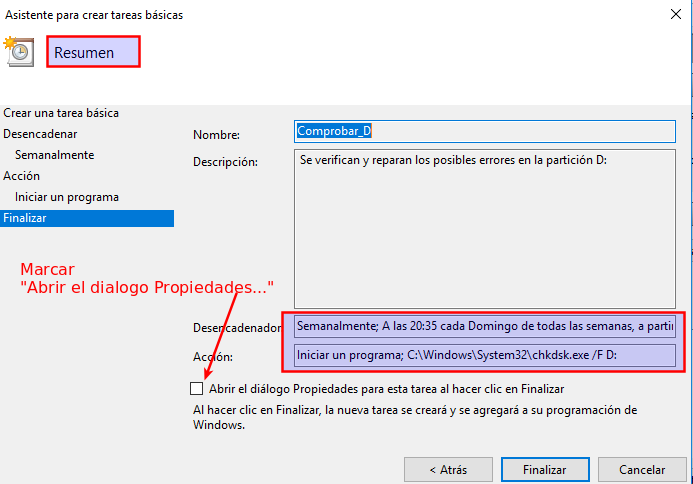 Asistente para crear tareas básicas
Resumen
Crear una tarea básica
Desencadenar
Semanalmente
Acción
Iniciar un programa
Finalizar
Nombre:
Comprobar_D
Descripción:
Se verifican y reparan los posibles errores en la partición D:
Marcar
"Abrir el dialogo Propiedades..."
Desencadenador
Semanalmente; A las 20:35 cada Domingo de todas las semanas, a partir
Acción:
Iniciar un programa; C:\Windows\System32\chkdsk.exe /F D:
Abrir el diálogo Propiedades para esta tarea al hacer clic en Finalizar
Al hacer clic en Finalizar, la nueva tarea se creará y se agregará a su programación de
Windows.
< Atrás
Finalizar
Cancelar